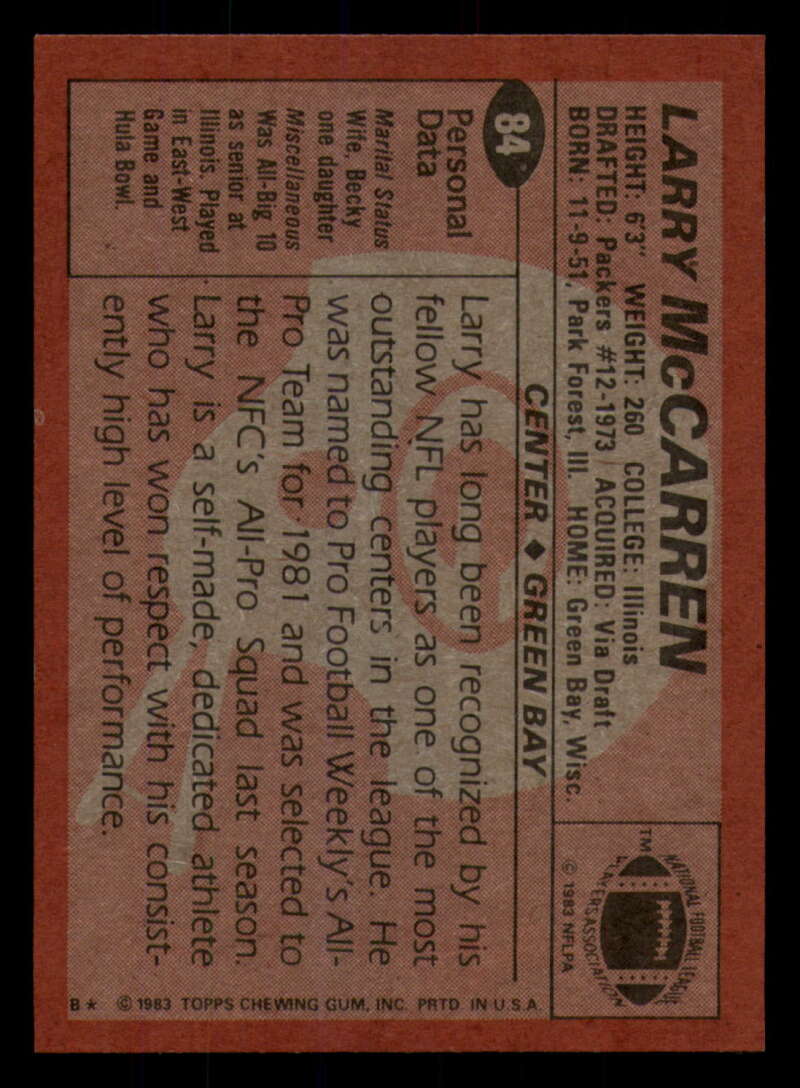 LARRY McCARREN
HEIGHT: 6'3" WEIGHT: 260 COLLEGE: Illinois
DRAFTED: Packers #12-1973 ACQUIRED: Via Draft
BORN: 11-9-51, Park Forest, Ill. HOME: Green Bay, Wisc.
TM
NATIONAL FOOTBALL LEAGUE
PLAYERS ASSOCIATION
© 1983 NFLPA
84
CENTER ♦ GREEN BAY
Personal
Data
Marital Status
Wife, Becky
one daughter
Miscellaneous
Was All-Big 10
as senior at
Illinois. Played
in East-West
Game and
Hula Bowl.
Larry has long been recognized by his
fellow NFL players as one of the most
outstanding centers in the league. He
was named to Pro Football Weekly's All-
Pro Team for 1981 and was selected to
the NFC's All-Pro Squad last season.
Larry is a self-made, dedicated athlete
who has won respect with his consist-
ently high level of performance.
B★ © 1983 TOPPS CHEWING GUM, INC. PRTD. IN U.S.A.